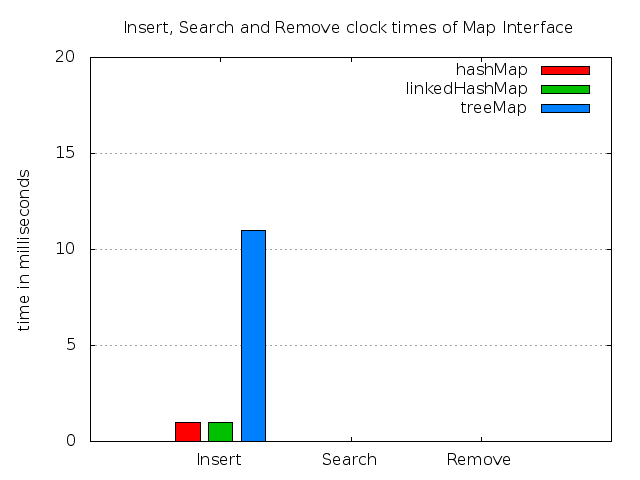 Insert, Search and Remove clock times of Map Interface
20
15
10
5
0
time in milliseconds
hashMap
linkedHashMap
treeMap
Insert
Search
Remove